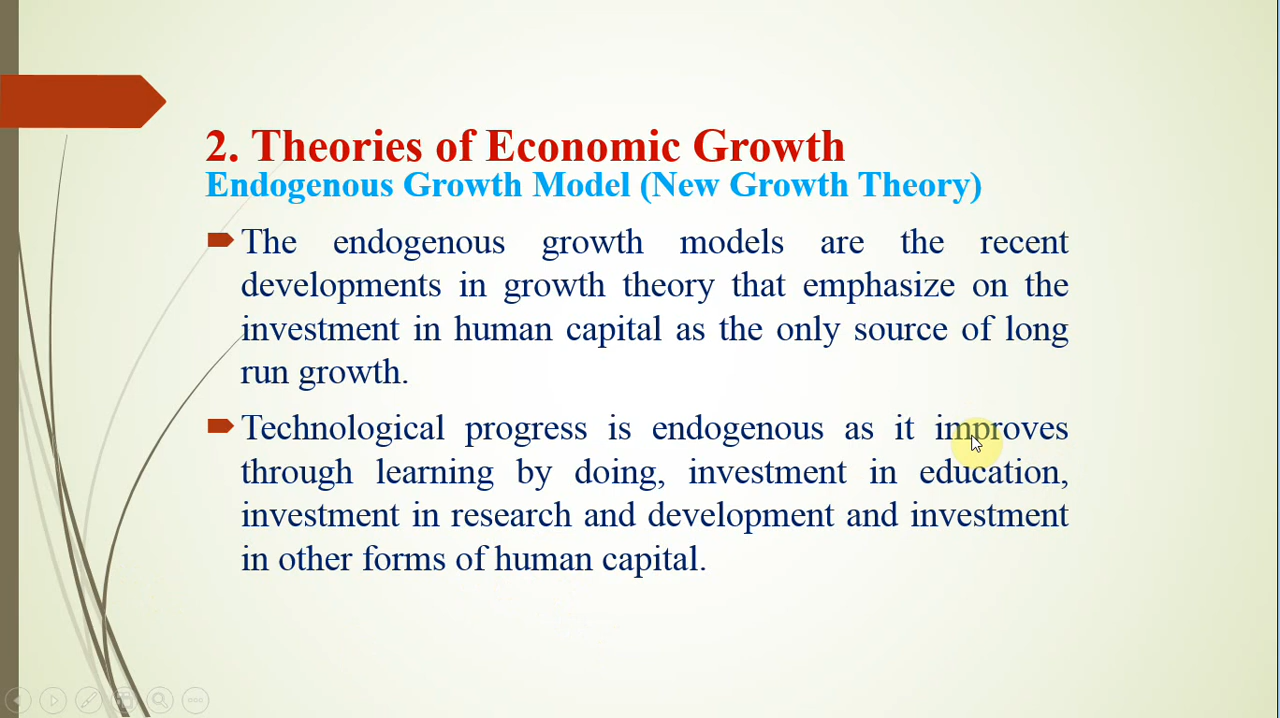 2. Theories of Economic Growth
Endogenous Growth Model (New Growth Theory)
The endogenous growth models are the recent
developments in growth theory that emphasize on the
investment in human capital as the only source of long
run growth.
Technological progress is endogenous as it improves
through learning by doing, investment in education,
investment in research and development and investment
in other forms of human capital.